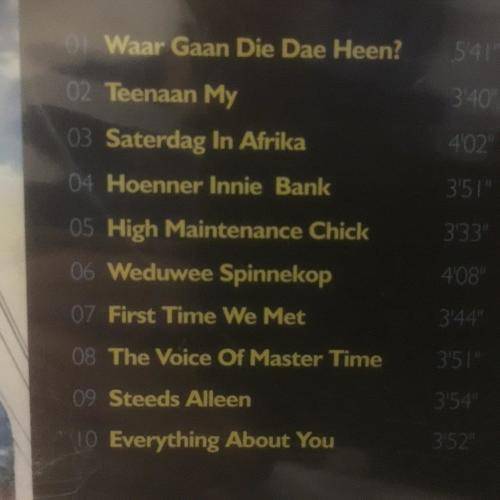 01 Waar Gaan Die Dae Heen? 5'41"
02 Teenaan My 3'40"
03 Saterdag In Afrika 4'02"
04 Hoenner Innie Bank 3'51"
05 High Maintenance Chick 3'33"
06 Weduwee Spinnekop 4'08"
07 First Time We Met 3'44"
08 The Voice Of Master Time 3'51"
09 Steeds Alleen 3'54"
10 Everything About You 3'52"